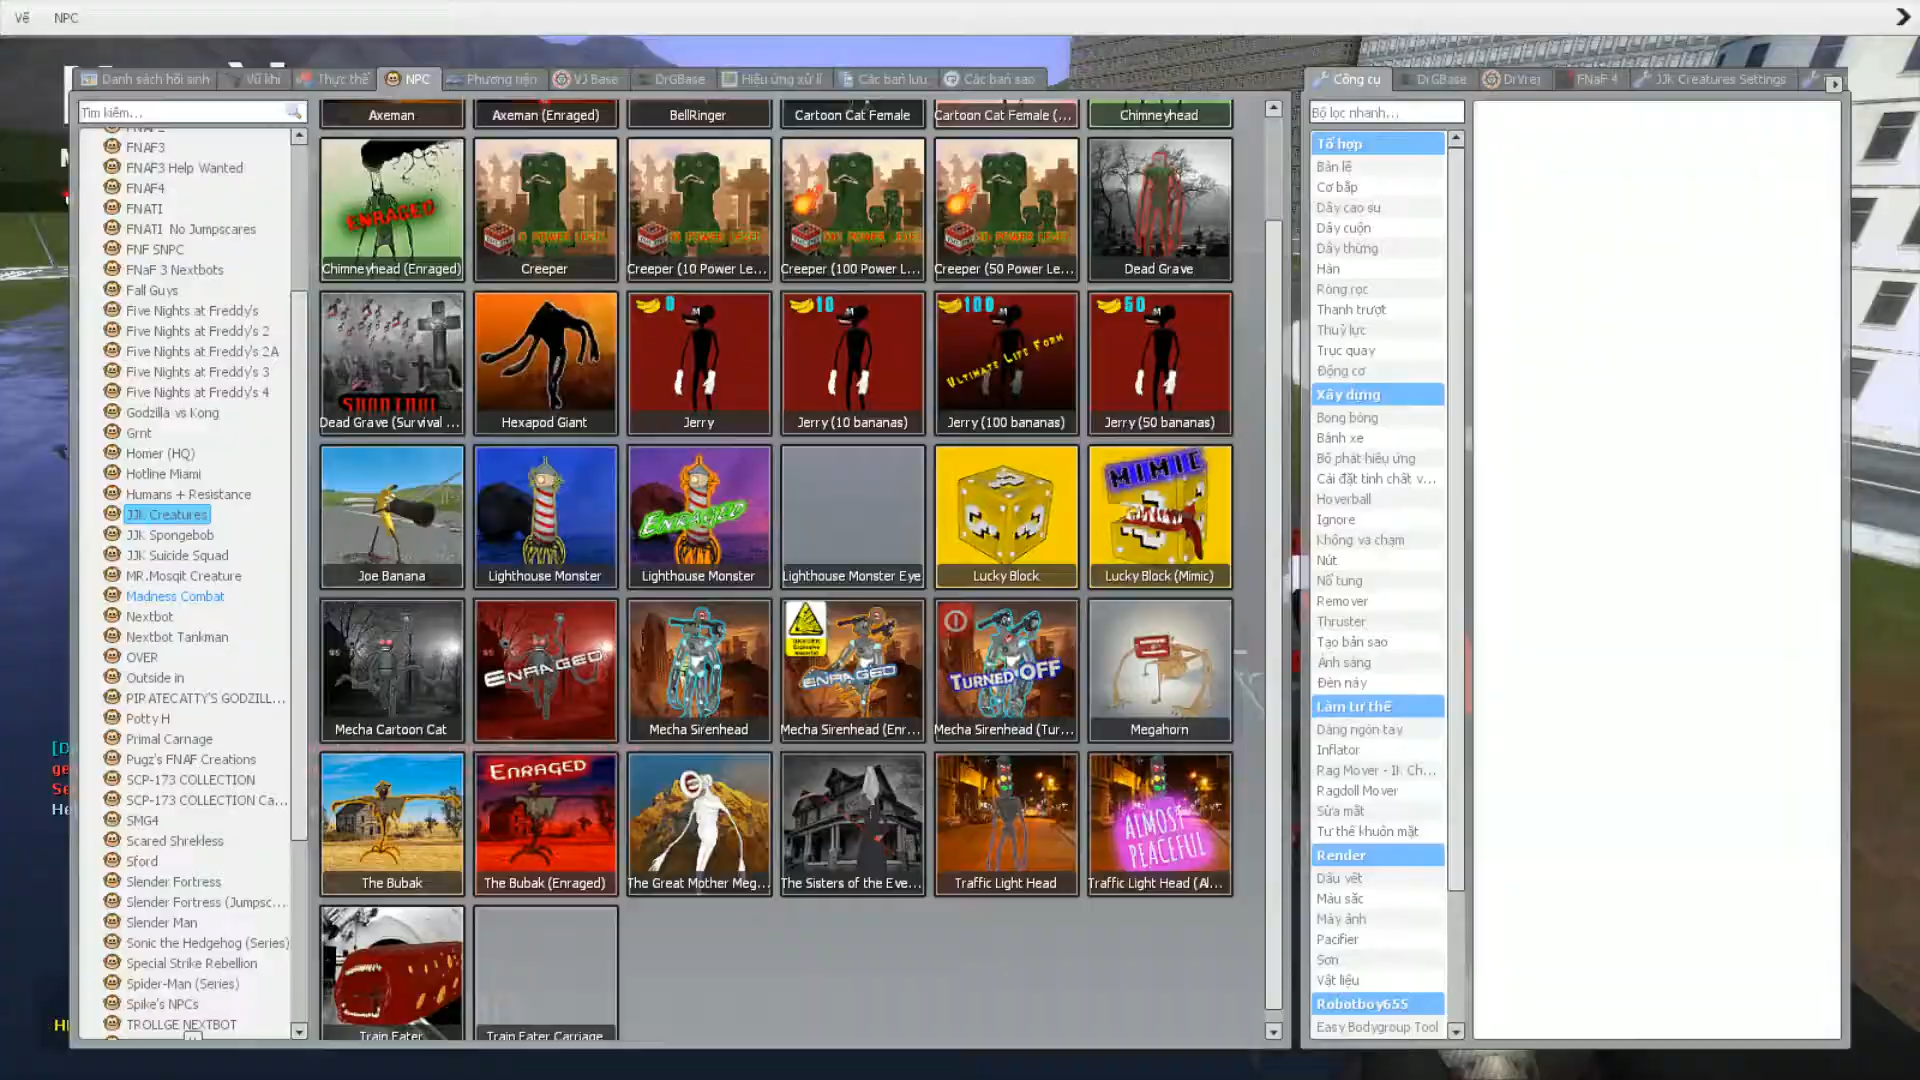 Vẽ NPC
Danh sách hồi sinh Vũ khí Thực thể NPC Phương tiện VJ Base DrGBase Hiệu ứng xử lí Các bản lưu Các bản sao
Công cụ DrGBase DrVrej FNaF 4 JJk Creatures Settings
Tìm kiếm...
FNAF3
FNAF3 Help Wanted
FNAF4
FNATI
FNATI No Jumpscares
FNF SNPC
FNaF 3 Nextbots
Fall Guys
Five Nights at Freddy's
Five Nights at Freddy's 2
Five Nights at Freddy's 2A
Five Nights at Freddy's 3
Five Nights at Freddy's 4
Godzilla vs Kong
Grnt
Homer (HQ)
Hotline Miami
Humans + Resistance
JJK Creatures
JJK Spongebob
JJK Suicide Squad
MR.Mosqit Creature
Madness Combat
Nextbot
Nextbot Tankman
OVER
Outside in
PIPATECATTY'S GODZILL...
Potty H
Primal Carnage
Pugz's FNAF Creations
SCP-173 COLLECTION
SCP-173 COLLECTION Ca...
SMG4
Scared Shrekless
Sford
Slender Fortress
Slender Fortress (Jumpsc...
Slender Man
Sonic the Hedgehog (Series)
Special Strike Rebellion
Spider-Man (Series)
Spike's NPCs
TROLLGE NEXTBOT
Axeman Axeman (Enraged) BellRinger Cartoon Cat Female Cartoon Cat Female (... Chimneyhead
ENRAGED
Chimneyhead (Enraged) Creeper Creeper (10 Power Le... Creeper (100 Power L... Creeper (50 Power Le... Dead Grave
0 10 100 50
ULTIMATE LIFE FORM
SURVIVAL
Dead Grave (Survival ... Hexapod Giant Jerry Jerry (10 bananas) Jerry (100 bananas) Jerry (50 bananas)
MIMIC
ENRAGED
Joe Banana Lighthouse Monster Lighthouse Monster Lighthouse Monster Eye Lucky Block Lucky Block (Mimic)
ENRAGED
ENRAGED
TURNED OFF
Mecha Cartoon Cat Mecha Sirenhead Mecha Sirenhead (Enr... Mecha Sirenhead (Tur... Megahorn
ENRAGED
ALMOST
PEACEFUL
The Bubak The Bubak (Enraged) The Great Mother Meg... The Sisters of the Eve... Traffic Light Head Traffic Light Head (Al...
Train Eater Train Eater Carriage
Bộ lọc nhanh...
Tổ hợp
Bản lề
Cơ bắp
Dây cao su
Dây cuộn
Dây thừng
Hàn
Ròng rọc
Thanh trượt
Thuỷ lực
Trục quay
Động cơ
Xây dựng
Bong bóng
Bánh xe
Bộ phát hiệu ứng
Cài đặt tính chất v...
Hoverball
Ignore
Không va chạm
Nút
Nổ tung
Remover
Thruster
Tạo bản sao
Ánh sáng
Đèn nảy
Làm tư thế
Dáng ngón tay
Inflator
Rag Mover - IK Ch...
Ragdoll Mover
Sửa mắt
Tư thế khuôn mặt
Render
Dấu vết
Màu sắc
Máy ảnh
Pacifier
Sơn
Vật liệu
Robotboy655
Easy Bodygroup Tool